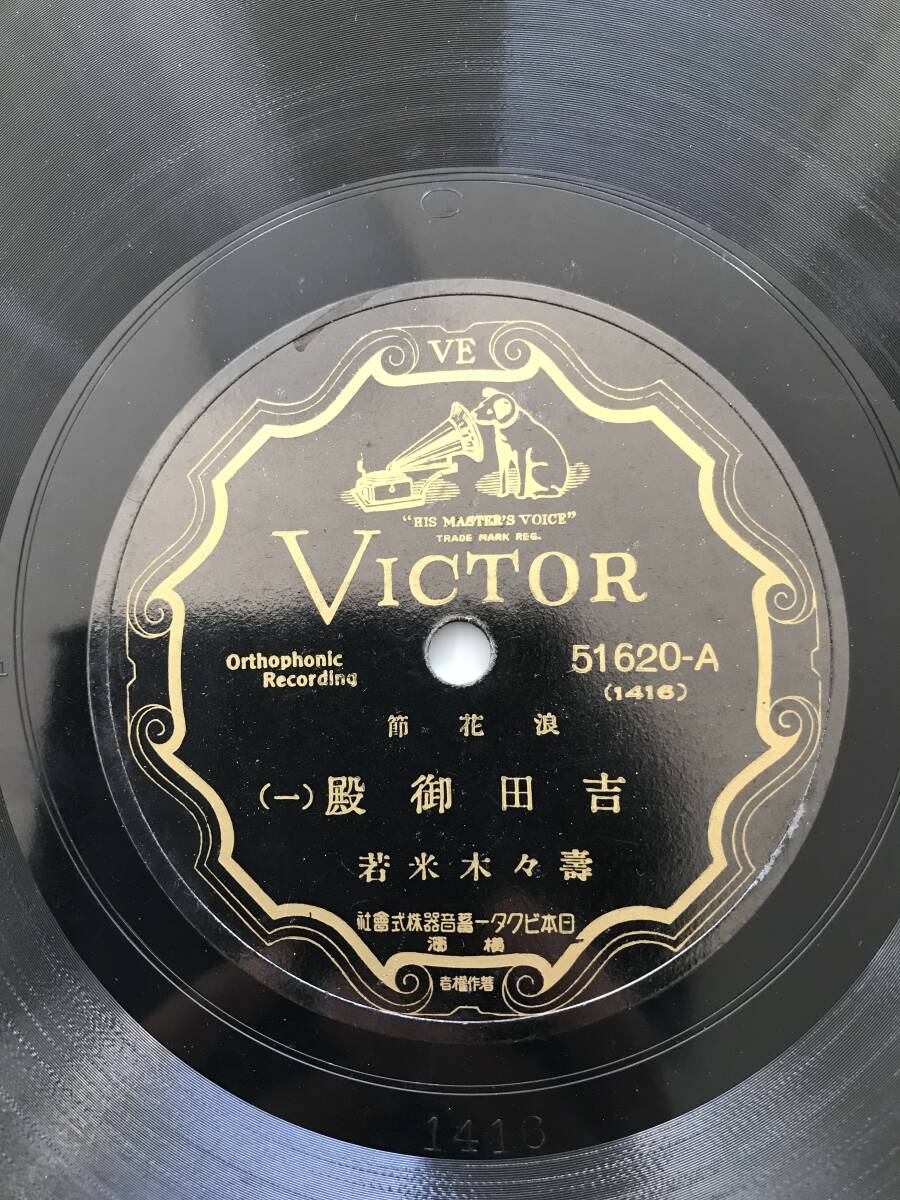 VE
"HIS MASTER'S VOICE"
TRADE MARK REG.
VICTOR
Orthophonic
Recording
51620-A
(1416)
浪花節
吉田御殿(一)
壽々木米若
日本ビクター蓄音器株式會社
横濱
著作權者
1416